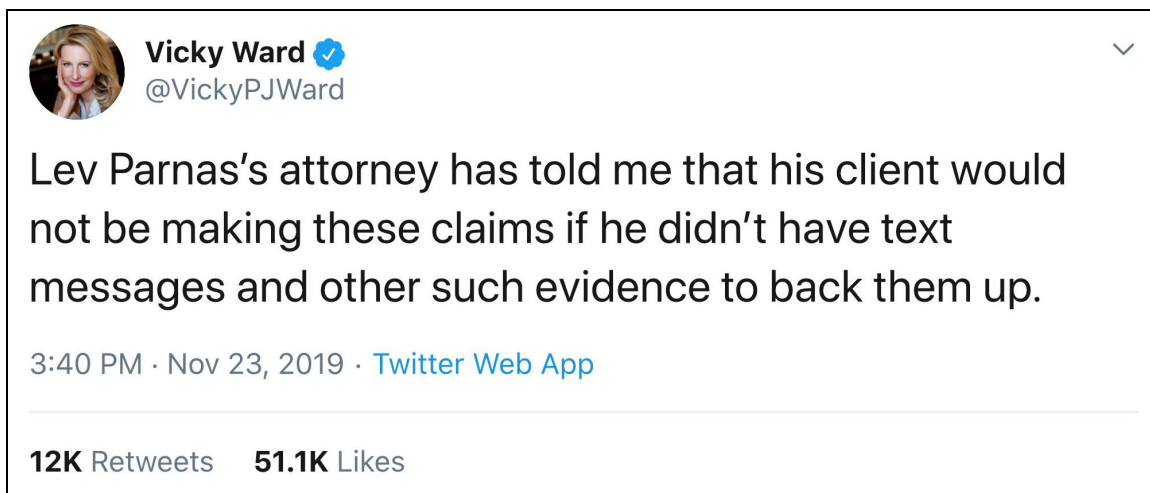 Vicky Ward
@VickyPJWard
Lev Parnas’s attorney has told me that his client would
not be making these claims if he didn’t have text
messages and other such evidence to back them up.
3:40 PM · Nov 23, 2019 · Twitter Web App
12K Retweets 51.1K Likes